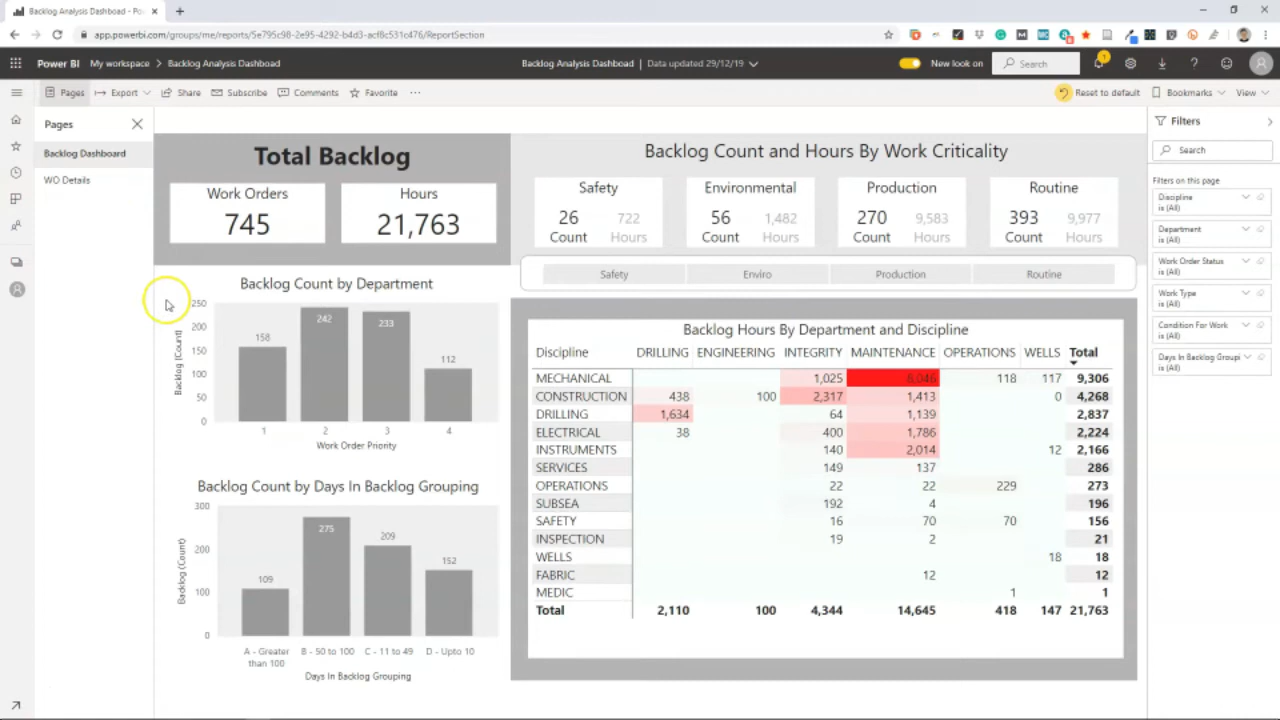 Backlog Analysis Dashboard - Po
app.powerbi.com/groups/me/reports/5e795c98-2e95-4292-b4d3-acf8c531c476/ReportSection
Power BI My workspace > Backlog Analysis Dashboad Backlog Analysis Dashboad | Data updated 29/12/19 New look on Search 1
Pages Export Share Subscribe Comments Favorite ... Reset to default Bookmarks View
Pages
Backlog Dashboard
WO Details
Total Backlog
Work Orders Hours
745 21,763
Backlog Count and Hours By Work Criticality
Safety Environmental Production Routine
26 722 56 1,482 270 9,583 393 9,977
Count Hours Count Hours Count Hours Count Hours
Safety Enviro Production Routine
Backlog Count by Department
Backlog (Count)
250
200
150
100
50
0
158 242 233 112
1 2 3 4
Work Order Priority
Backlog Count by Days In Backlog Grouping
Backlog (Count)
300
200
100
0
109 275 209 152
A - Greater than 100 B - 50 to 100 C - 11 to 49 D - Upto 10
Days In Backlog Grouping
Backlog Hours By Department and Discipline
Discipline DRILLING ENGINEERING INTEGRITY MAINTENANCE OPERATIONS WELLS Total
MECHANICAL 1,025 8,046 118 117 9,306
CONSTRUCTION 438 100 2,317 1,413 0 4,268
DRILLING 1,634 64 1,139 2,837
ELECTRICAL 38 400 1,786 2,224
INSTRUMENTS 140 2,014 12 2,166
SERVICES 149 137 286
OPERATIONS 22 22 229 273
SUBSEA 192 4 196
SAFETY 16 70 70 156
INSPECTION 19 2 21
WELLS 18 18
FABRIC 12 12
MEDIC 1 1
Total 2,110 100 4,344 14,645 418 147 21,763
Filters
Search
Filters on this page
Discipline
is (All)
Department
is (All)
Work Order Status
is (All)
Work Type
is (All)
Condition For Work
is (All)
Days In Backlog Groupi
is (All)